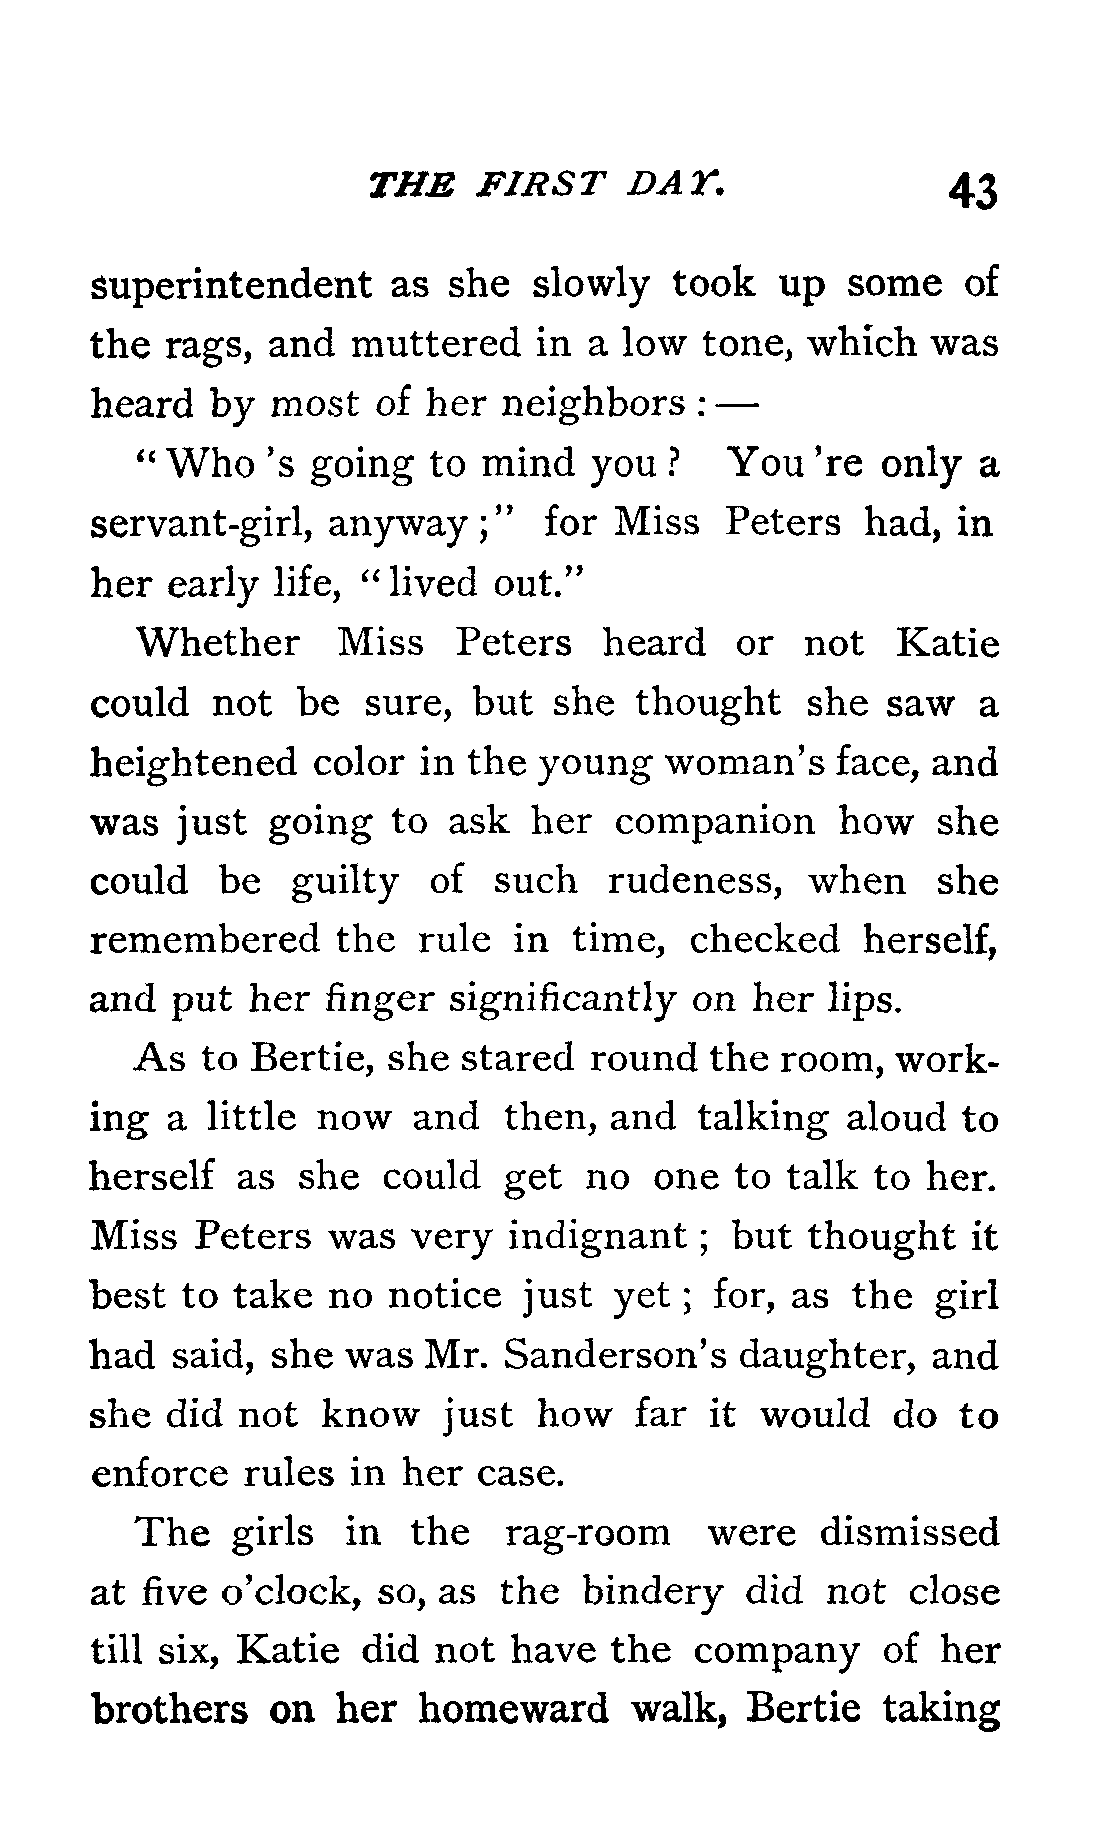 THE FIRST DAY. 43
superintendent as she slowly took up some of
the rags, and muttered in a low tone, which was
heard by most of her neighbors : —
“ Who ’s going to mind you ? You ’re only a
servant-girl, anyway ;” for Miss Peters had, in
her early life, “ lived out.”
Whether Miss Peters heard or not Katie
could not be sure, but she thought she saw a
heightened color in the young woman’s face, and
was just going to ask her companion how she
could be guilty of such rudeness, when she
remembered the rule in time, checked herself,
and put her finger significantly on her lips.
As to Bertie, she stared round the room, work-
ing a little now and then, and talking aloud to
herself as she could get no one to talk to her.
Miss Peters was very indignant ; but thought it
best to take no notice just yet ; for, as the girl
had said, she was Mr. Sanderson’s daughter, and
she did not know just how far it would do to
enforce rules in her case.
The girls in the rag-room were dismissed
at five o’clock, so, as the bindery did not close
till six, Katie did not have the company of her
brothers on her homeward walk, Bertie taking